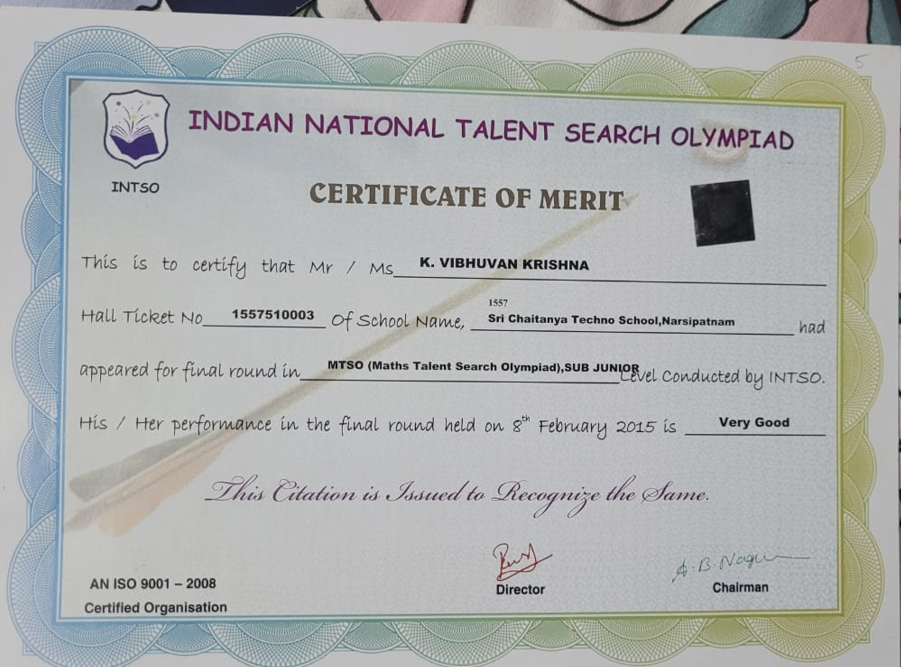 5
INDIAN NATIONAL TALENT SEARCH OLYMPIAD
INTSO
CERTIFICATE OF MERIT
This is to certify that Mr / Ms K. VIBHUVAN KRISHNA
1557
Hall Ticket No 1557510003 Of School Name, Sri Chaitanya Techno School,Narsipatnam had
appeared for final round in MTSO (Maths Talent Search Olympiad),SUB JUNIOR Level Conducted by INTSO.
His / Her performance in the final round held on 8th February 2015 is Very Good
This Citation is Issued to Recognize the Same.
A.B.Nagu
AN ISO 9001 – 2008
Director
Chairman
Certified Organisation